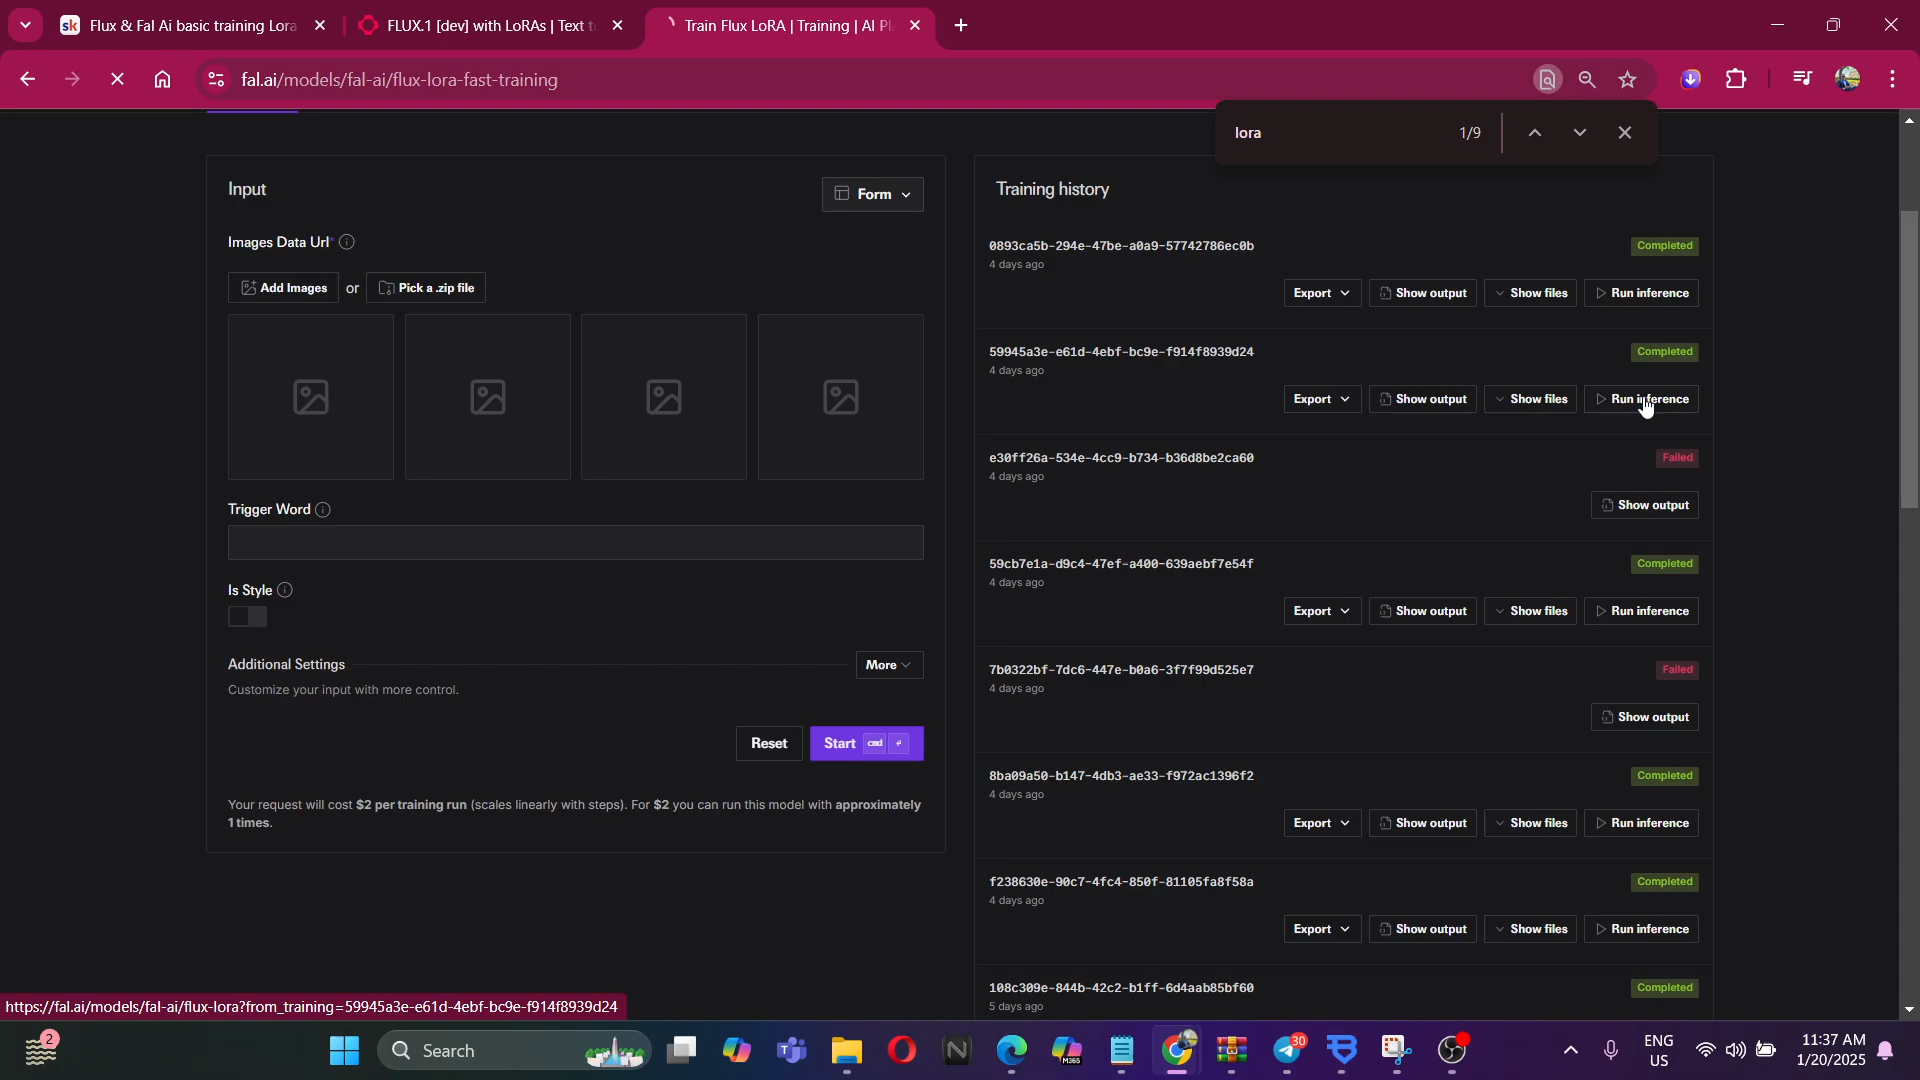 Flux & Fal Ai basic training Lora
FLUX.1 [dev] with LoRAs | Text t
Train Flux LoRA | Training | AI Pl
fal.ai/models/fal-ai/flux-lora-fast-training
lora
1/9
Input
Form
Images Data Url*
Add Images or Pick a .zip file
Trigger Word
Is Style
Additional Settings
More
Customize your input with more control.
Reset
Start cmd
Your request will cost $2 per training run (scales linearly with steps). For $2 you can run this model with approximately
1 times.
Training history
0893ca5b-294e-47be-a0a9-57742786ec0b
Completed
4 days ago
Export Show output Show files Run inference
59945a3e-e61d-4ebf-bc9e-f914f8939d24
Completed
4 days ago
Export Show output Show files Run inference
e30ff26a-534e-4cc9-b734-b36d8be2ca60
Failed
4 days ago
Show output
59cb7e1a-d9c4-47ef-a400-639aebf7e54f
Completed
4 days ago
Export Show output Show files Run inference
7b0322bf-7dc6-447e-b0a6-3f7f99d525e7
Failed
4 days ago
Show output
8ba09a50-b147-4db3-ae33-f972ac1396f2
Completed
4 days ago
Export Show output Show files Run inference
f238630e-90c7-4fc4-850f-81105fa8f58a
Completed
4 days ago
Export Show output Show files Run inference
108c309e-844b-42c2-b1ff-6d4aab85bf60
Completed
5 days ago
https://fal.ai/models/fal-ai/flux-lora?from_training=59945a3e-e61d-4ebf-bc9e-f914f8939d24
2
Search
M365
30
ENG
US
11:37 AM
1/20/2025